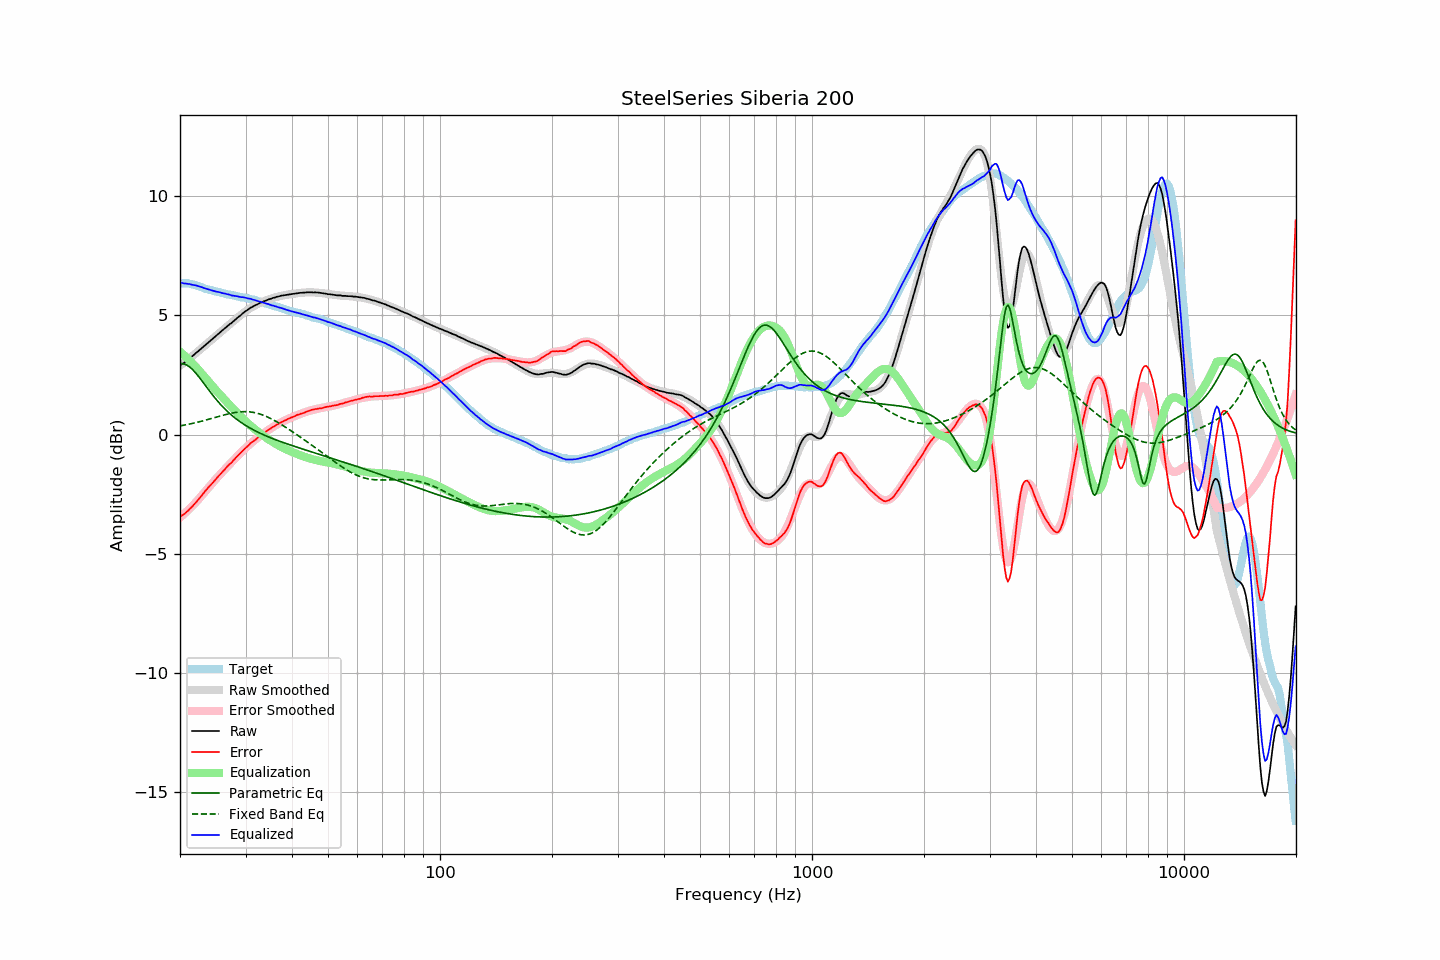 SteelSeries Siberia 200
Amplitude (dBr)
10
5
0
−5
−10
−15
Target
Raw Smoothed
Error Smoothed
Raw
Error
Equalization
Parametric Eq
Fixed Band Eq
Equalized
100
1000
10000
Frequency (Hz)